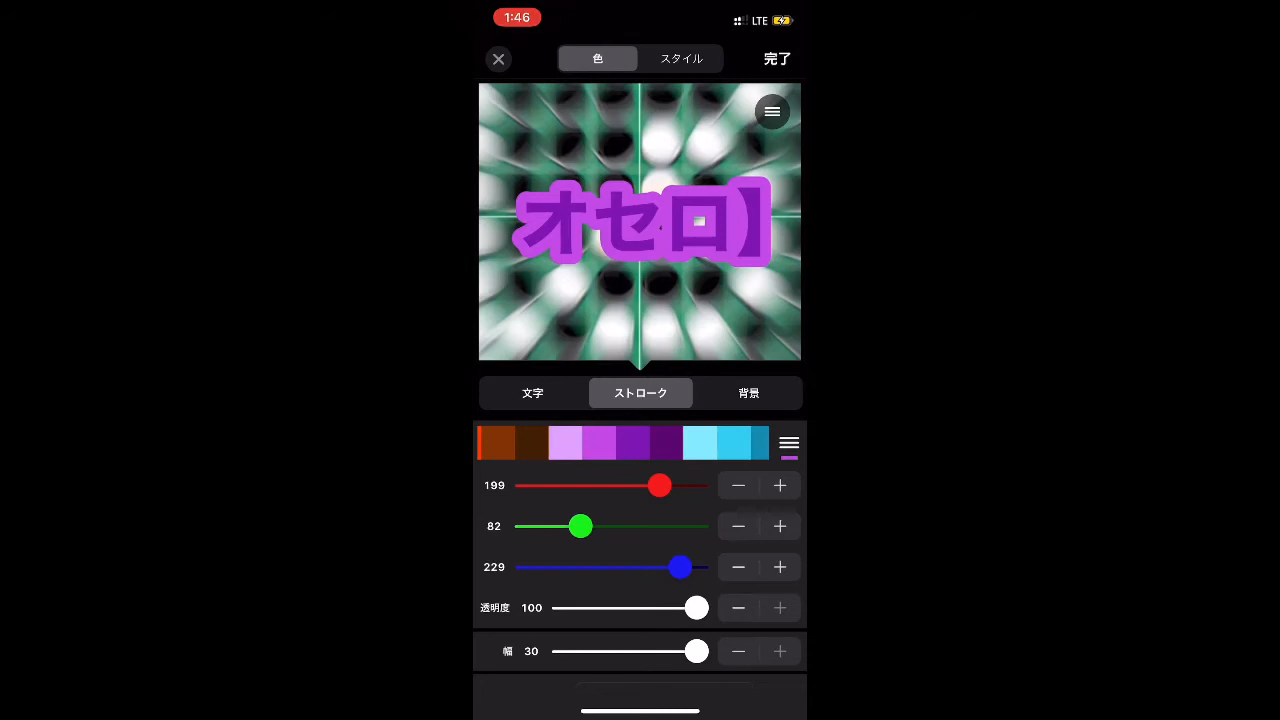 1:46 LTE
色 スタイル 完了
オセロ】
文字 ストローク 背景
199
82
229
透明度 100
幅 30